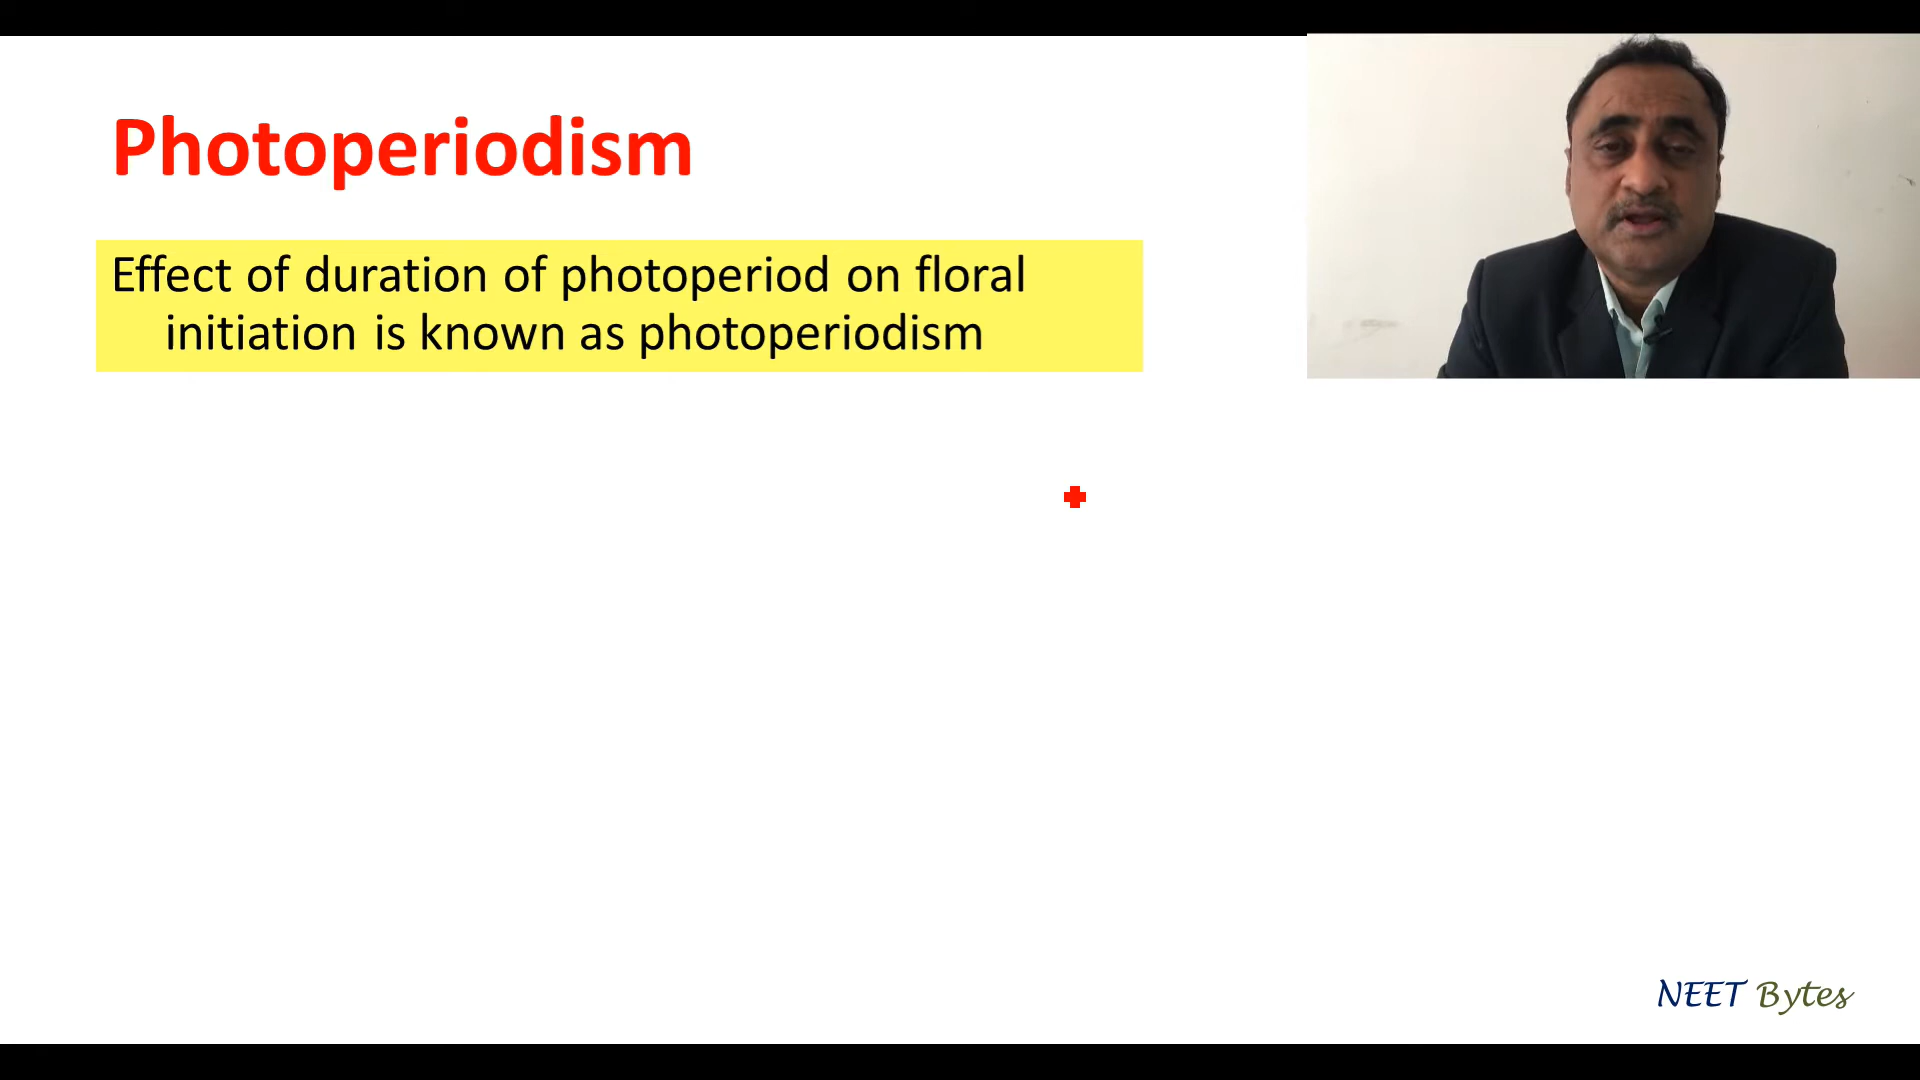 Photoperiodism
Effect of duration of photoperiod on floral
initiation is known as photoperiodism
NEET Bytes